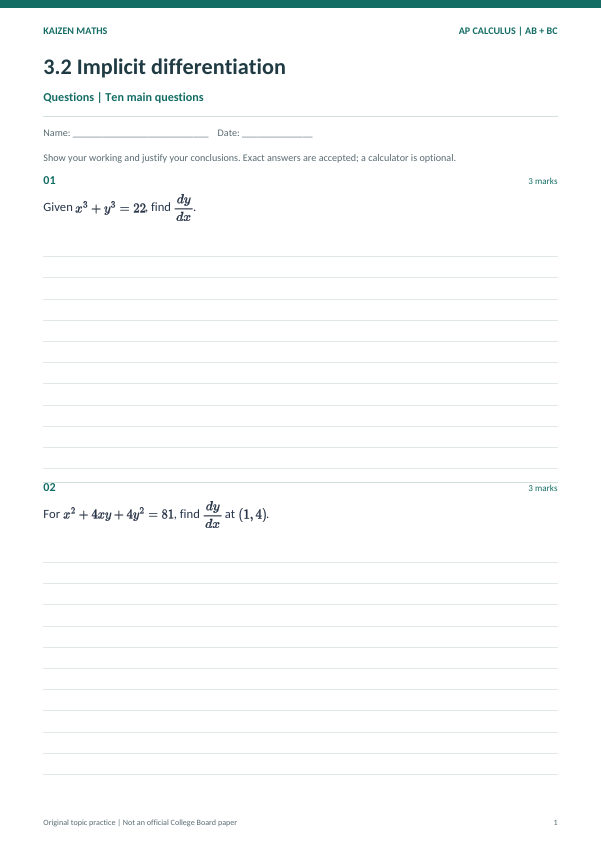 KAIZEN MATHS AP CALCULUS | AB + BC
3.2 Implicit differentiation
Questions | Ten main questions
Name: ____________________________ Date: ______________
Show your working and justify your conclusions. Exact answers are accepted; a calculator is optional.
01 3 marks
Given x³ + y³ = 22, find dy/dx.
02 3 marks
For x² + 4xy + 4y² = 81, find dy/dx at (1, 4).
Original topic practice | Not an official College Board paper 1